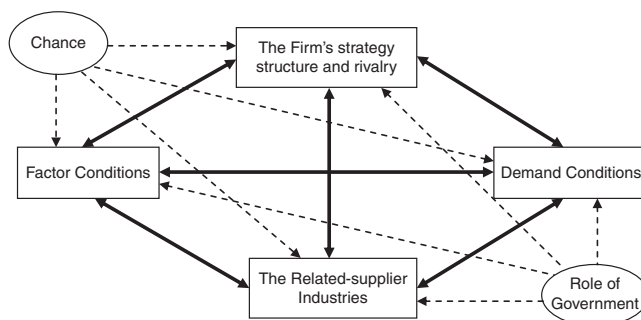 Chance
The Firm's strategy
structure and rivalry
Factor Conditions
Demand Conditions
The Related-supplier
Industries
Role of
Government